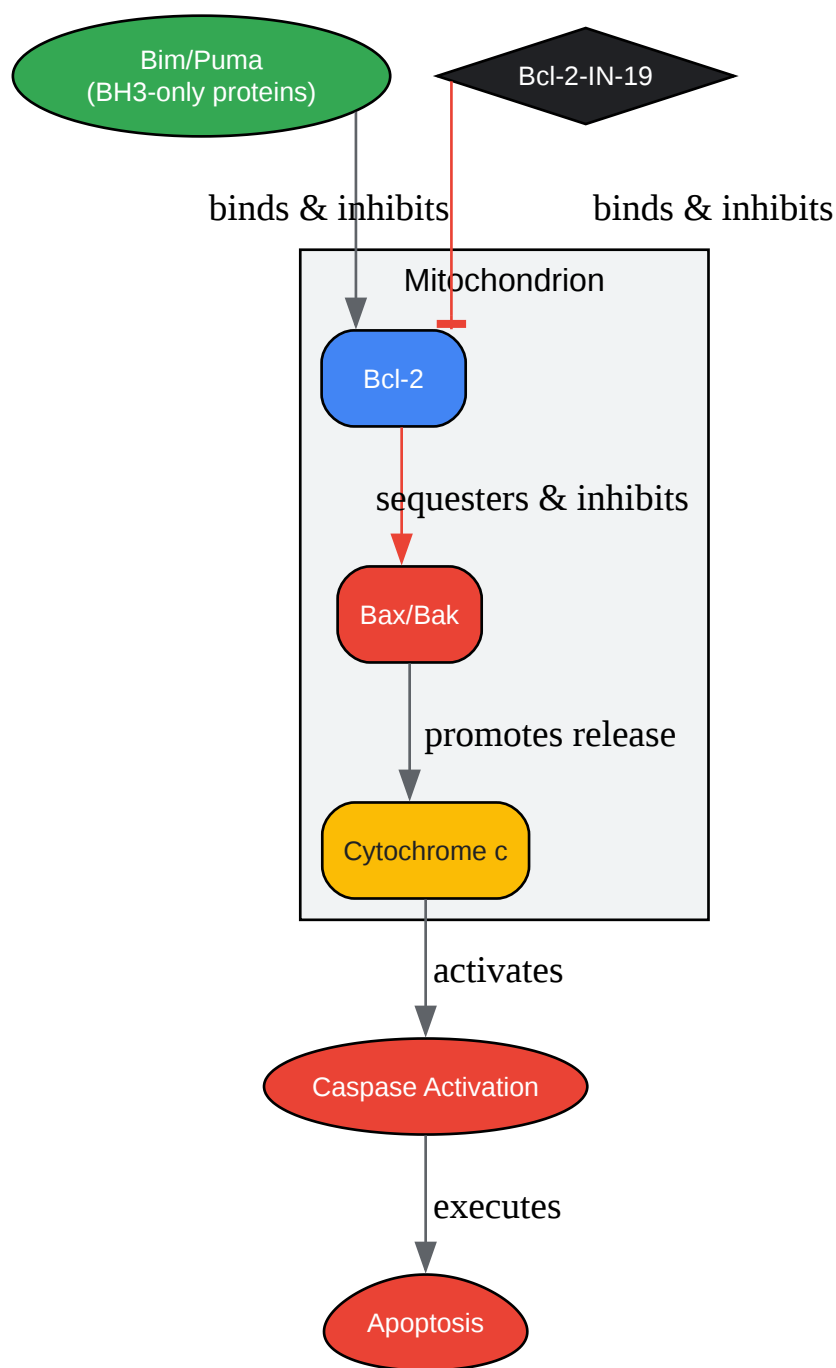 Bim/Puma
(BH3-only proteins)
Bcl-2-IN-19
binds & inhibits
binds & inhibits
Mitochondrion
Bcl-2
sequesters & inhibits
Bax/Bak
promotes release
Cytochrome c
activates
Caspase Activation
executes
Apoptosis